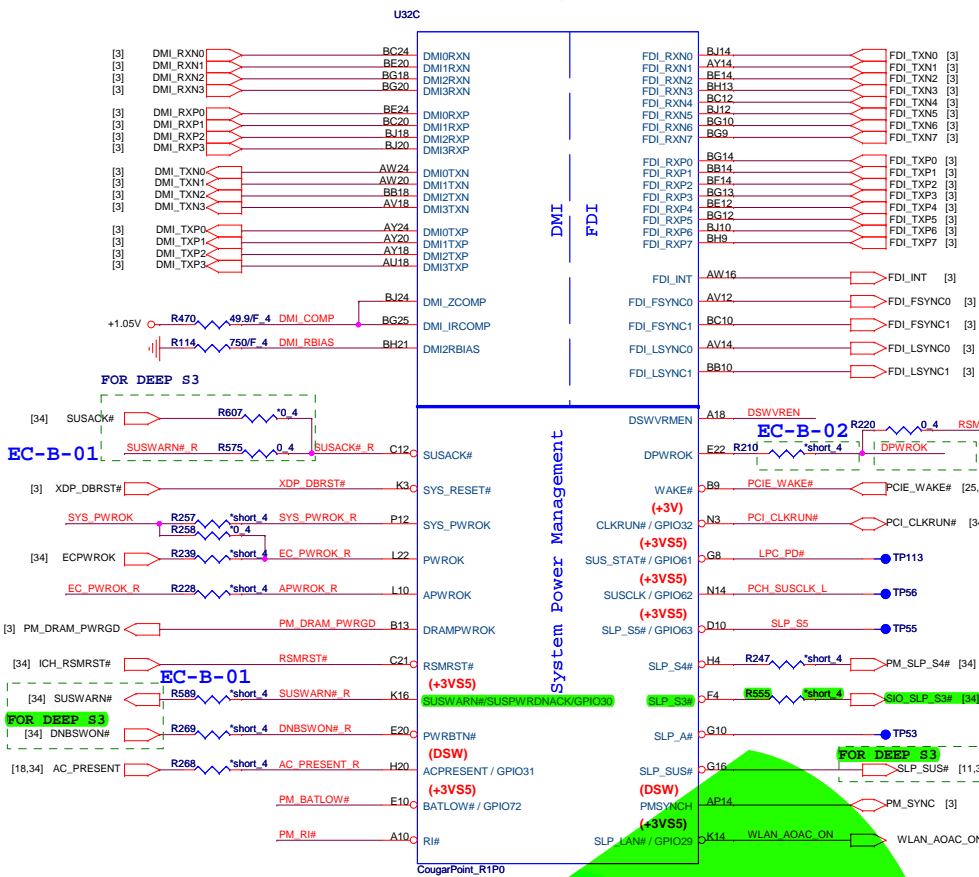 U32C
[3] DMI_RXN0 BC24 DMI0RXN FDI_RXN0 BJ14 FDI_TXN0 [3]
[3] DMI_RXN1 BE20 DMI1RXN FDI_RXN1 AY14 FDI_TXN1 [3]
[3] DMI_RXN2 BG18 DMI2RXN FDI_RXN2 BE14 FDI_TXN2 [3]
[3] DMI_RXN3 BG20 DMI3RXN FDI_RXN3 BH13 FDI_TXN3 [3]
FDI_RXN4 BC12 FDI_TXN4 [3]
[3] DMI_RXP0 BE24 DMI0RXP FDI_RXN5 BJ12 FDI_TXN5 [3]
[3] DMI_RXP1 BC20 DMI1RXP FDI_RXN6 BG10 FDI_TXN6 [3]
[3] DMI_RXP2 BJ18 DMI2RXP FDI_RXN7 BG9 FDI_TXN7 [3]
[3] DMI_RXP3 BJ20 DMI3RXP
FDI_RXP0 BG14 FDI_TXP0 [3]
[3] DMI_TXN0 AW24 DMI0TXN FDI_RXP1 BB14 FDI_TXP1 [3]
[3] DMI_TXN1 AW20 DMI1TXN FDI_RXP2 BF14 FDI_TXP2 [3]
[3] DMI_TXN2 BB18 DMI2TXN FDI_RXP3 BG13 FDI_TXP3 [3]
[3] DMI_TXN3 AV18 DMI3TXN FDI_RXP4 BE12 FDI_TXP4 [3]
FDI_RXP5 BG12 FDI_TXP5 [3]
[3] DMI_TXP0 AY24 DMI0TXP FDI_RXP6 BJ10 FDI_TXP6 [3]
[3] DMI_TXP1 AY20 DMI1TXP FDI_RXP7 BH9 FDI_TXP7 [3]
[3] DMI_TXP2 AY18 DMI2TXP
[3] DMI_TXP3 AU18 DMI3TXP
DMI FDI
FDI_INT AW16 FDI_INT [3]
BJ24 DMI_ZCOMP FDI_FSYNC0 AV12 FDI_FSYNC0 [3]
+1.05V R470 49.9/F_4 DMI_COMP BG25 DMI_IRCOMP FDI_FSYNC1 BC10 FDI_FSYNC1 [3]
R114 750/F_4 DMI_RBIAS BH21 DMI2RBIAS FDI_LSYNC0 AV14 FDI_LSYNC0 [3]
FDI_LSYNC1 BB10 FDI_LSYNC1 [3]
FOR DEEP S3
[34] SUSACK# R607 *0_4 DSWVRMEN A18 DSWVREN
EC-B-02 R220 0_4 RSM
EC-B-01 SUSWARN#_R R575 0_4 SUSACK#_R C12 SUSACK# DPWROK E22 R210 *short_4 DPWROK
[3] XDP_DBRST# XDP_DBRST# K3 SYS_RESET# WAKE# B9 PCIE_WAKE# PCIE_WAKE# [25,
(+3V)
SYS_PWROK R257 *short_4 SYS_PWROK_R P12 SYS_PWROK CLKRUN# / GPIO32 N3 PCI_CLKRUN# PCI_CLKRUN# [34
R258 *0_4
(+3VS5)
[34] ECPWROK R239 *short_4 EC_PWROK_R L22 PWROK SUS_STAT# / GPIO61 G8 LPC_PD# TP113
(+3VS5)
EC_PWROK_R R228 *short_4 APWROK_R L10 APWROK SUSCLK / GPIO62 N14 PCH_SUSCLK_L TP56
(+3VS5)
[3] PM_DRAM_PWRGD PM_DRAM_PWRGD B13 DRAMPWROK SLP_S5# / GPIO63 D10 SLP_S5 TP55
System Power Management
[34] ICH_RSMRST# RSMRST# C21 RSMRST# SLP_S4# H4 R247 *short_4 PM_SLP_S4# [34]
EC-B-01
(+3VS5)
[34] SUSWARN# R589 *short_4 SUSWARN#_R K16 SUSWARN#/SUSPWRDNACK/GPIO30 SLP_S3# F4 R555 *short_4 SIO_SLP_S3# [34]
FOR DEEP S3
[34] DNBSWON# R269 *short_4 DNBSWON#_R E20 PWRBTN# SLP_A# G10 TP53
(DSW) FOR DEEP S3
[18,34] AC_PRESENT R268 *short_4 AC_PRESENT_R H20 ACPRESENT / GPIO31 SLP_SUS# G16 SLP_SUS# [11,3
(+3VS5) (DSW)
PM_BATLOW# E10 BATLOW# / GPIO72 PMSYNCH AP14 PM_SYNC [3]
(+3VS5)
PM_RI# A10 RI# SLP_LAN# / GPIO29 K14 WLAN_AOAC_ON WLAN_AOAC_ON
CougarPoint_R1P0